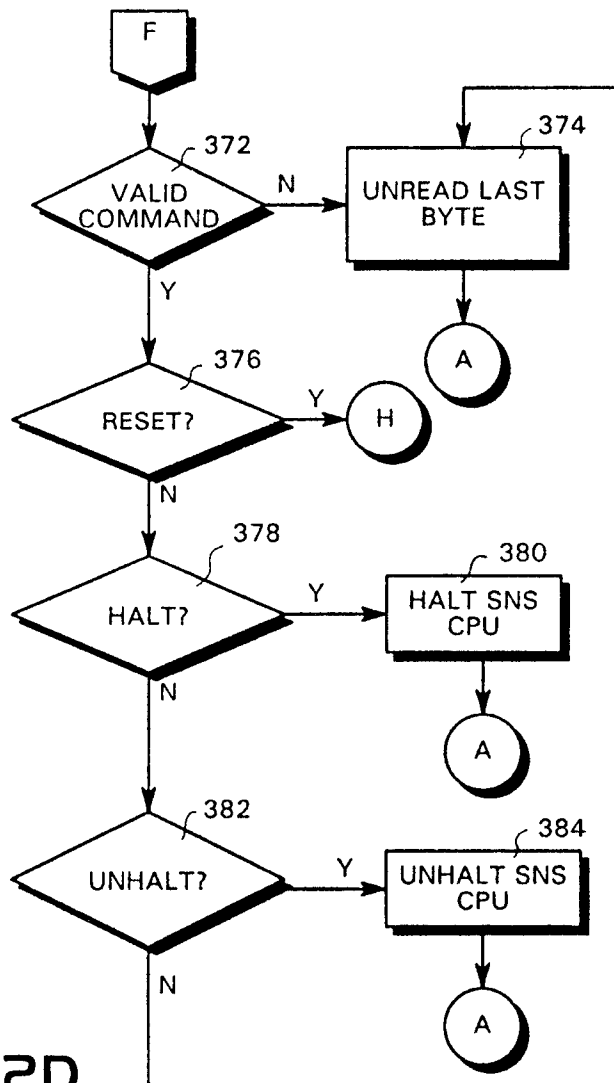 F
372
VALID
COMMAND
N
374
UNREAD LAST
BYTE
Y
A
376
RESET?
Y
H
N
378
HALT?
Y
380
HALT SNS
CPU
N
A
382
UNHALT?
Y
384
UNHALT SNS
CPU
N
A
2D